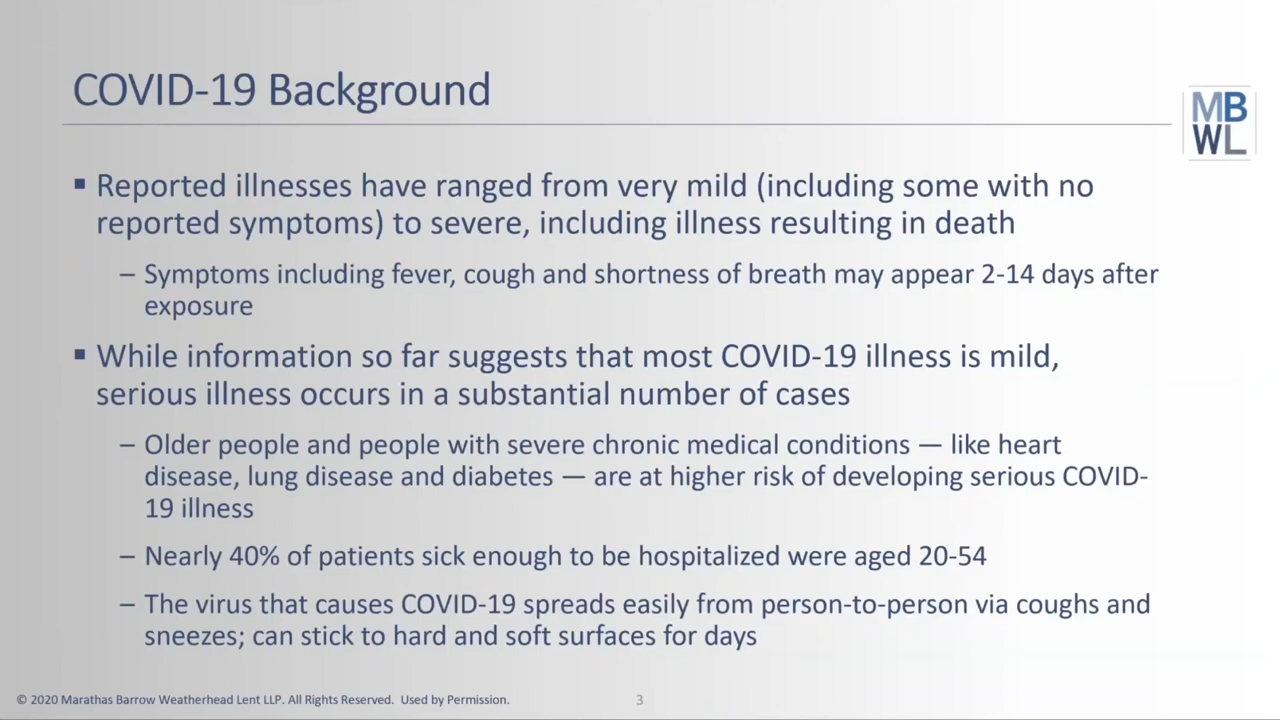 COVID-19 Background
MB
WL
▪ Reported illnesses have ranged from very mild (including some with no
reported symptoms) to severe, including illness resulting in death
– Symptoms including fever, cough and shortness of breath may appear 2-14 days after
exposure
▪ While information so far suggests that most COVID-19 illness is mild,
serious illness occurs in a substantial number of cases
– Older people and people with severe chronic medical conditions — like heart
disease, lung disease and diabetes — are at higher risk of developing serious COVID-
19 illness
– Nearly 40% of patients sick enough to be hospitalized were aged 20-54
– The virus that causes COVID-19 spreads easily from person-to-person via coughs and
sneezes; can stick to hard and soft surfaces for days
© 2020 Marathas Barrow Weatherhead Lent LLP. All Rights Reserved. Used by Permission.
3